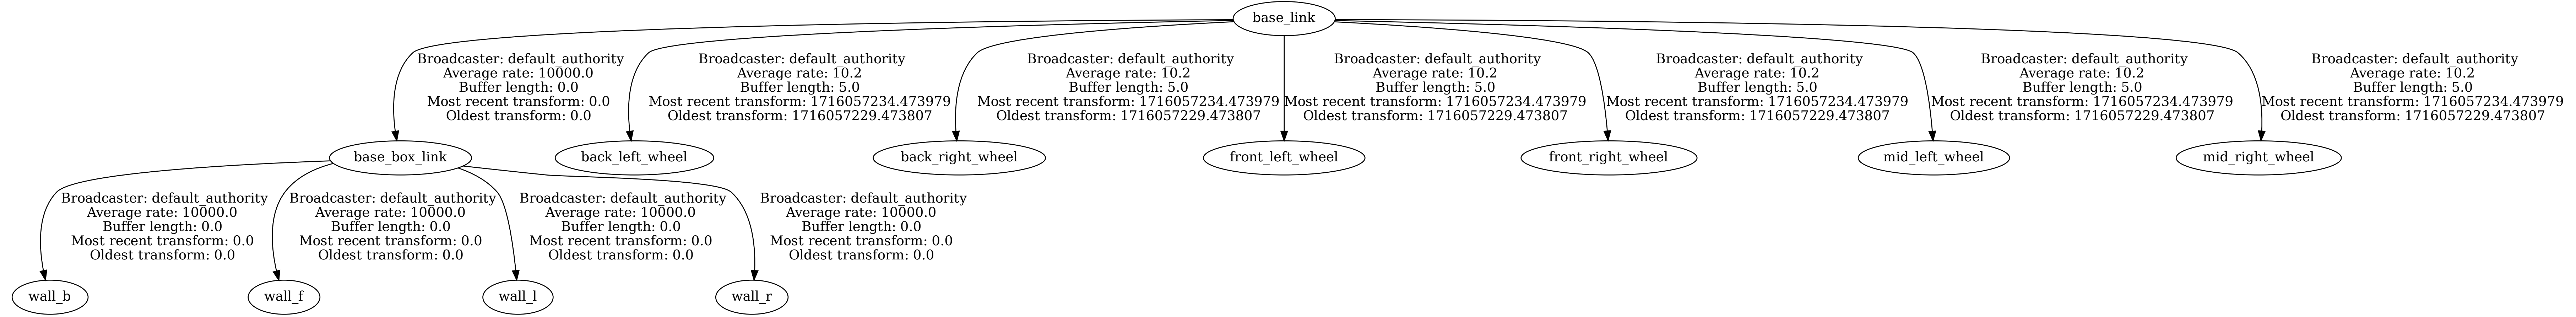 base_link
Broadcaster: default_authority
Average rate: 10000.0
Buffer length: 0.0
Most recent transform: 0.0
Oldest transform: 0.0
Broadcaster: default_authority
Average rate: 10.2
Buffer length: 5.0
Most recent transform: 1716057234.473979
Oldest transform: 1716057229.473807
Broadcaster: default_authority
Average rate: 10.2
Buffer length: 5.0
Most recent transform: 1716057234.473979
Oldest transform: 1716057229.473807
Broadcaster: default_authority
Average rate: 10.2
Buffer length: 5.0
Most recent transform: 1716057234.473979
Oldest transform: 1716057229.473807
Broadcaster: default_authority
Average rate: 10.2
Buffer length: 5.0
Most recent transform: 1716057234.473979
Oldest transform: 1716057229.473807
Broadcaster: default_authority
Average rate: 10.2
Buffer length: 5.0
Most recent transform: 1716057234.473979
Oldest transform: 1716057229.473807
Broadcaster: default_authority
Average rate: 10.2
Buffer length: 5.0
Most recent transform: 1716057234.473979
Oldest transform: 1716057229.473807
base_box_link
back_left_wheel
back_right_wheel
front_left_wheel
front_right_wheel
mid_left_wheel
mid_right_wheel
Broadcaster: default_authority
Average rate: 10000.0
Buffer length: 0.0
Most recent transform: 0.0
Oldest transform: 0.0
Broadcaster: default_authority
Average rate: 10000.0
Buffer length: 0.0
Most recent transform: 0.0
Oldest transform: 0.0
Broadcaster: default_authority
Average rate: 10000.0
Buffer length: 0.0
Most recent transform: 0.0
Oldest transform: 0.0
Broadcaster: default_authority
Average rate: 10000.0
Buffer length: 0.0
Most recent transform: 0.0
Oldest transform: 0.0
wall_b
wall_f
wall_l
wall_r